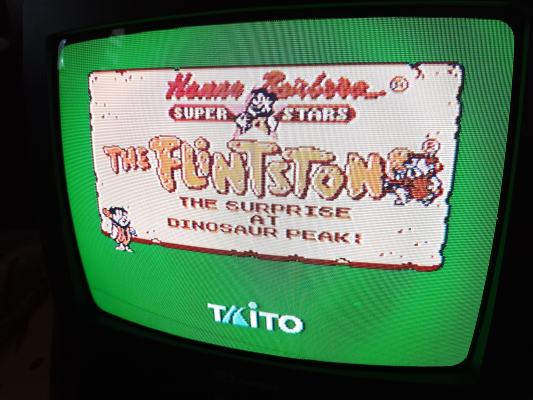 Hanna Barbera
SUPER STARS
THE FLINTSTONES
®
THE SURPRISE
AT
DINOSAUR PEAK!
TAITO